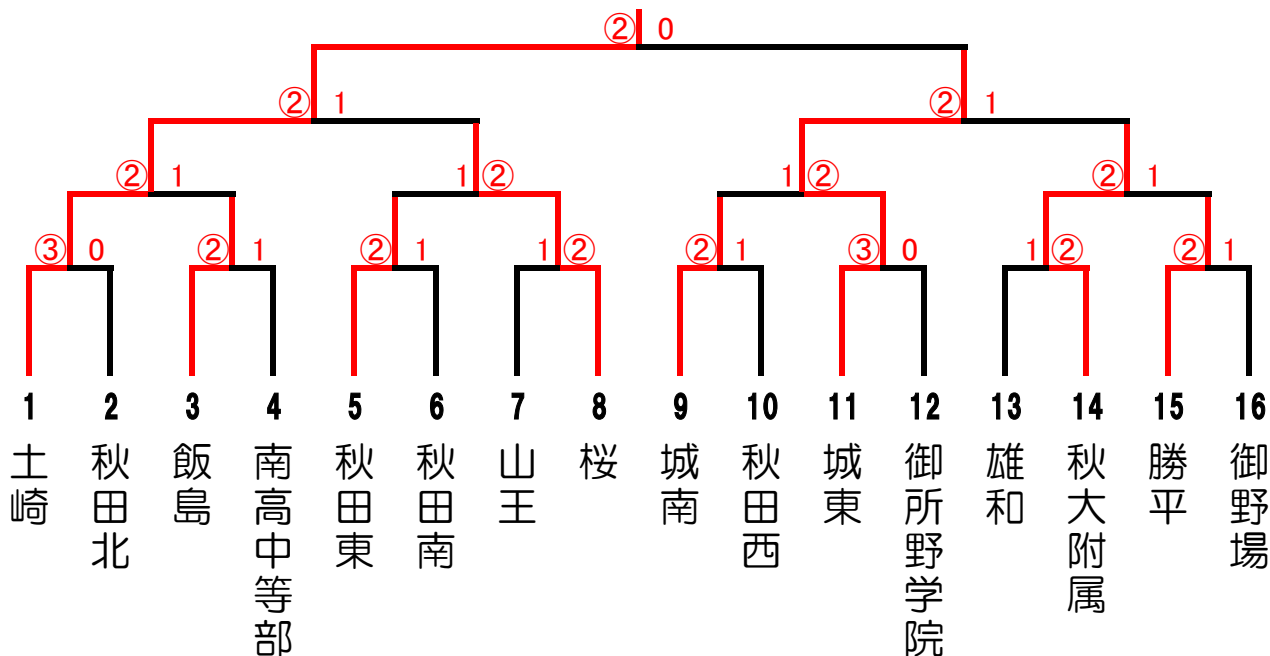 ② 0
② 1 ② 1
② 1 1 ② 1 ② ② 1
③ 0 ② 1 ② 1 1 ② ② 1 ③ 0 1 ② ② 1
1 2 3 4 5 6 7 8 9 10 11 12 13 14 15 16
土崎
秋田北
飯島
南高中等部
秋田東
秋田南
山王
桜
城南
秋田西
城東
御所野学院
雄和
秋大附属
勝平
御野場